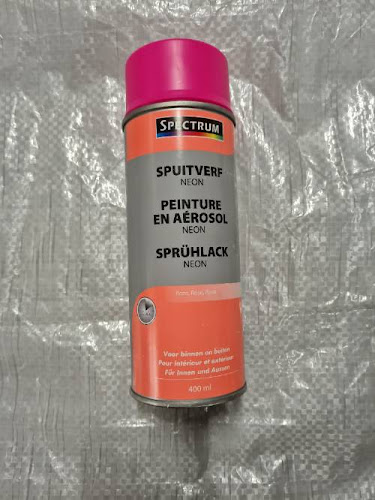 SPECTRUM
SPUITVERF
NEON
PEINTURE
EN AÉROSOL
NEON
SPRÜHLACK
NEON
Voor binnen en buiten
Pour intérieur et extérieur
Für Innen und Aussen
400 ml